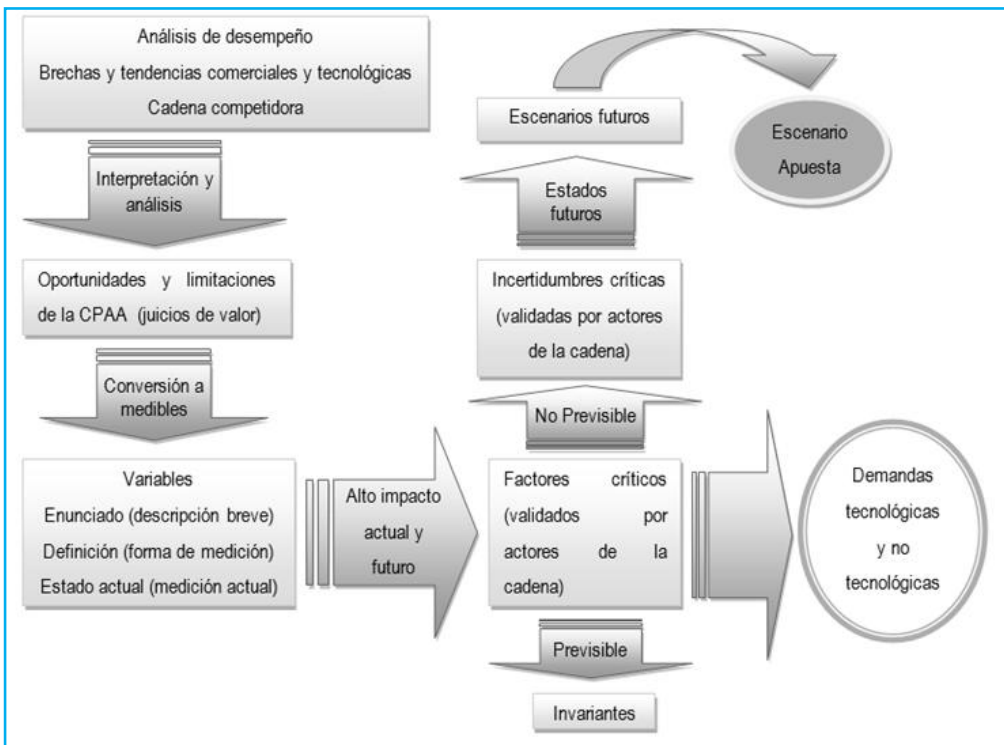 Análisis de desempeño
Brechas y tendencias comerciales y tecnológicas
Cadena competidora
Interpretación y
análisis
Oportunidades y limitaciones
de la CPAA (juicios de valor)
Conversión a
medibles
Variables
Enunciado (descripción breve)
Definición (forma de medición)
Estado actual (medición actual)
Alto impacto
actual y
futuro
Factores críticos
(validados por
actores de la
cadena)
Previsible
Invariantes
No Previsible
Incertidumbres críticas
(validadas por actores
de la cadena)
Estados
futuros
Escenarios futuros
Escenario
Apuesta
Demandas
tecnológicas
y no
tecnológicas